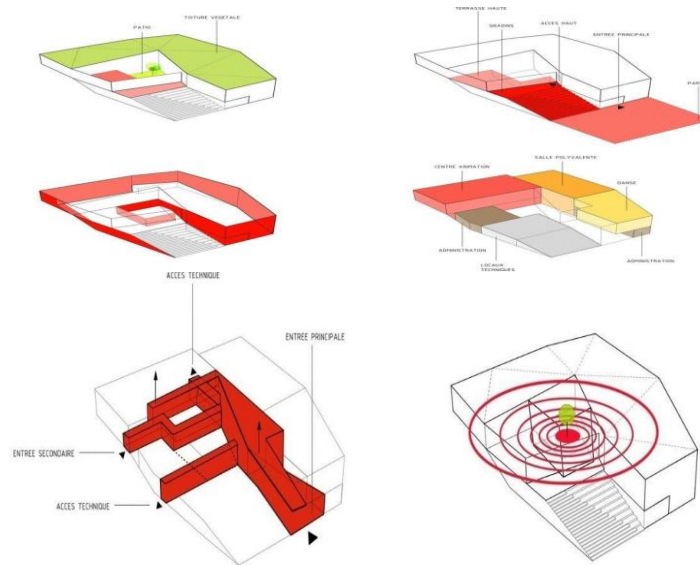 PATIO
TOITURE VEGETALE
TERRASSE HAUTE
GRADINS
ACCES HAUT
ENTREE PRINCIPALE
PAR
CENTRE ANIMATION
SALLE POLYVALENTE
DANSE
ADMINISTRATION
LOCAUX
TECHNIQUES
ADMINISTRATION
ACCES TECHNIQUE
ENTREE PRINCIPALE
ENTREE SECONDAIRE
ACCES TECHNIQUE